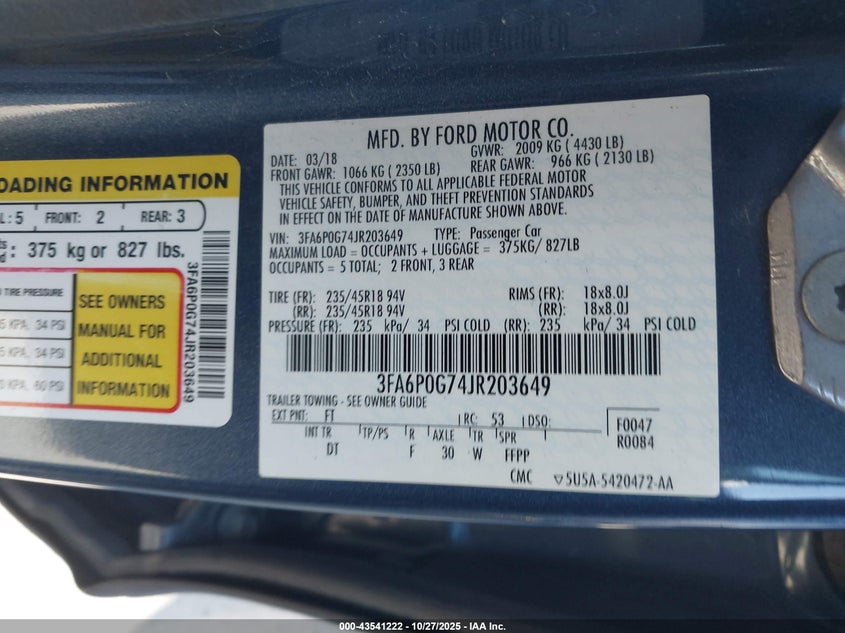 OADING INFORMATION
L : 5 FRONT: 2 REAR: 3
: 375 kg or 827 lbs.
TIRE PRESSURE
SEE OWNERS
MANUAL FOR
ADDITIONAL
INFORMATION
5 KPA, 34 PSI
5 KPA, 34 PSI
KPA, 60 PSI
3FA6P0G74JR203649
MFD. BY FORD MOTOR CO.
DATE: 03/18 GVWR: 2009 KG ( 4430 LB)
FRONT GAWR: 1066 KG ( 2350 LB) REAR GAWR: 966 KG ( 2130 LB)
THIS VEHICLE CONFORMS TO ALL APPLICABLE FEDERAL MOTOR
VEHICLE SAFETY, BUMPER, AND THEFT PREVENTION STANDARDS
IN EFFECT ON THE DATE OF MANUFACTURE SHOWN ABOVE.
VIN: 3FA6P0G74JR203649 TYPE: Passenger Car
MAXIMUM LOAD = OCCUPANTS + LUGGAGE = 375KG/ 827LB
OCCUPANTS = 5 TOTAL; 2 FRONT, 3 REAR
TIRE (FR): 235/45R18 94V RIMS (FR): 18x8.0J
(RR): 235/45R18 94V (RR): 18x8.0J
PRESSURE (FR): 235 kPa/ 34 PSI COLD (RR): 235 kPa/ 34 PSI COLD
3FA6P0G74JR203649
TRAILER TOWING - SEE OWNER GUIDE
EXT PNT: FT RC: 53 DSO: F0047
INT TR TP/PS R AXLE TR SPR R0084
DT F 30 W FFPP
CMC 5U5A-5420472-AA
000-43541222 | 10/27/2025 - IAA Inc.